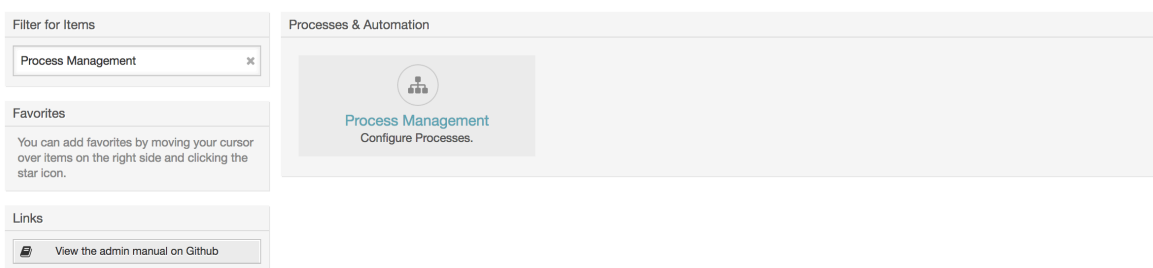 Filter for Items
Process Management
Favorites
You can add favorites by moving your cursor
over items on the right side and clicking the
star icon.
Links
View the admin manual on Github
Processes & Automation
Process Management
Configure Processes.